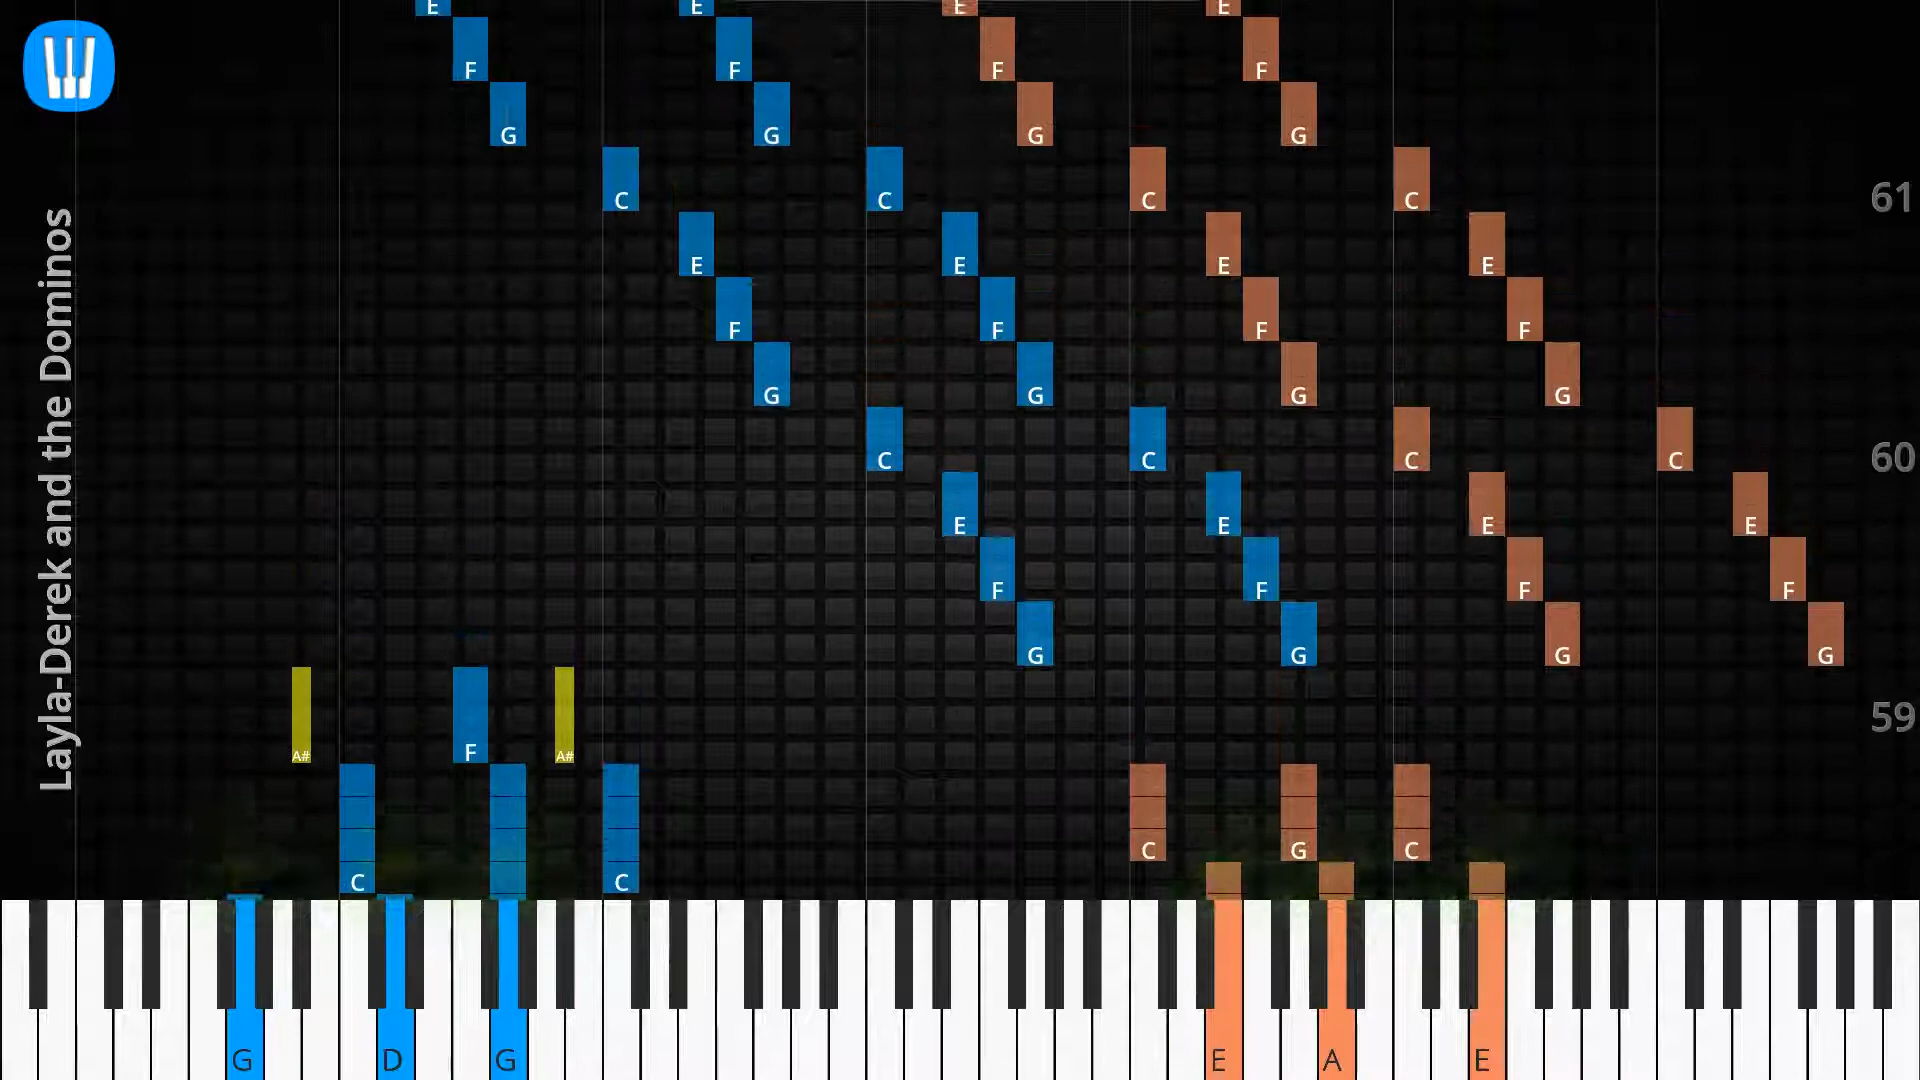 E E E E
F F F F
G G G G
C C C C 61
E E E E
F F F F
G G G G
C C C C 60
E E E E
F F F F
G G G G
59
A# F A#
C G C
C C
G D G E A E
Layla-Derek and the Dominos